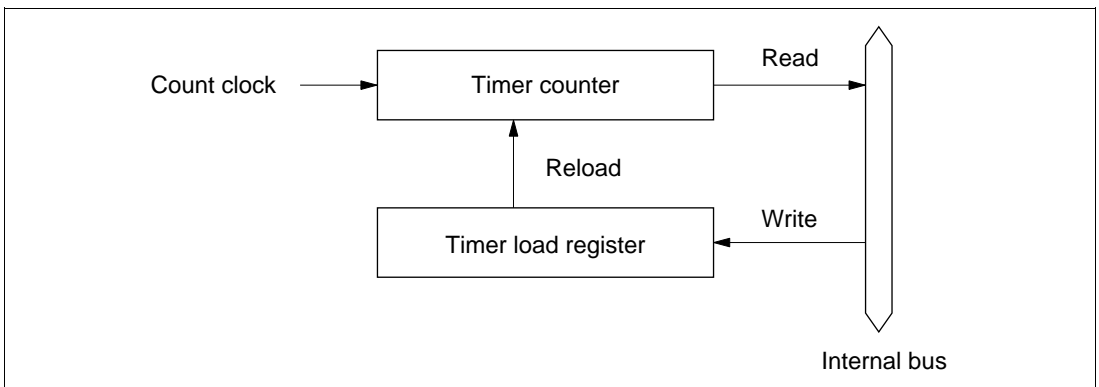 Read
Count clock
Timer counter
Reload
Write
Timer load register
Internal bus